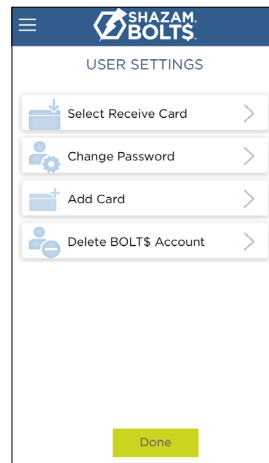 SHAZAM.
BOLT$.
USER SETTINGS
Select Receive Card
Change Password
Add Card
Delete BOLT$ Account
Done